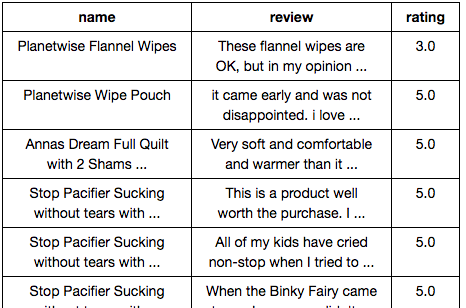 name review rating
Planetwise Flannel Wipes These flannel wipes are 3.0
OK, but in my opinion ...
Planetwise Wipe Pouch it came early and was not 5.0
disappointed. i love ...
Annas Dream Full Quilt Very soft and comfortable 5.0
with 2 Shams ... and warmer than it ...
Stop Pacifier Sucking This is a product well 5.0
without tears with ... worth the purchase. I ...
Stop Pacifier Sucking All of my kids have cried 5.0
without tears with ... non-stop when I tried to ...
Stop Pacifier Sucking When the Binky Fairy came 5.0